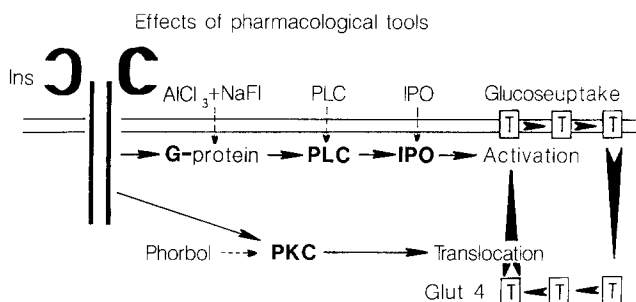 Effects of pharmacological tools
Ins
AlCl3+NaFl PLC IPO Glucoseuptake
T T T
G-protein PLC IPO Activation
Phorbol PKC Translocation
Glut 4 T T T